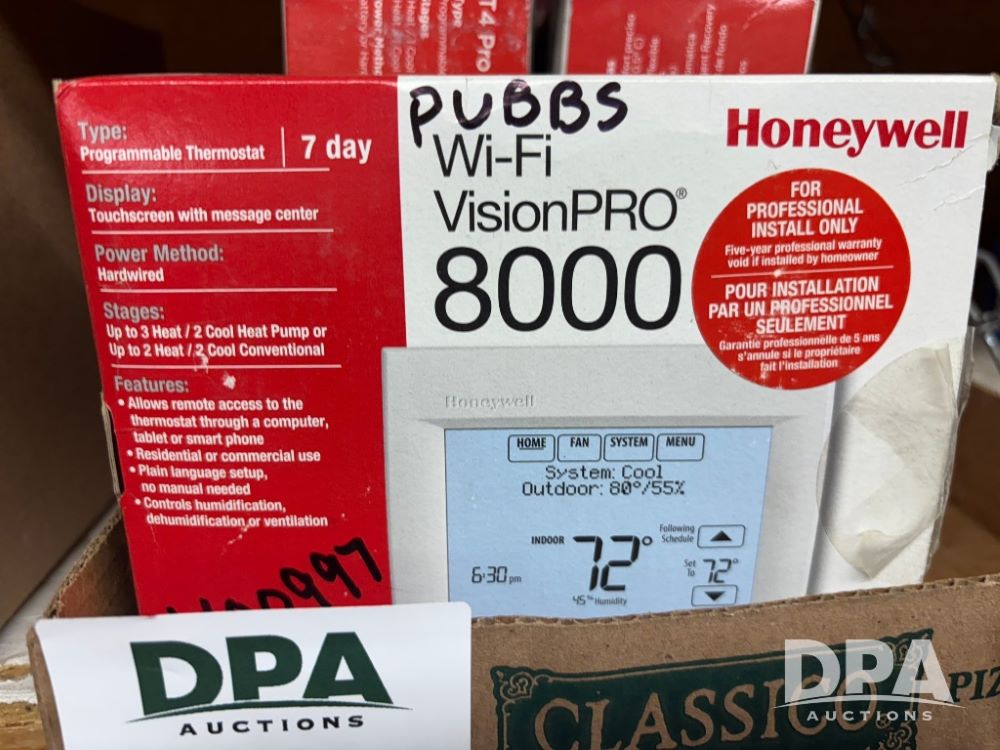 T4 Pro
PUBBS
Type:
Programmable Thermostat
7 day
Display:
Touchscreen with message center
Power Method:
Hardwired
Stages:
Up to 3 Heat / 2 Cool Heat Pump or
Up to 2 Heat / 2 Cool Conventional
Features:
• Allows remote access to the
thermostat through a computer,
tablet or smart phone
• Residential or commercial use
• Plain language setup,
no manual needed
• Controls humidification,
dehumidification or ventilation
Wi-Fi
VisionPRO®
8000
Honeywell
FOR
PROFESSIONAL
INSTALL ONLY
Five-year professional warranty
void if installed by homeowner
POUR INSTALLATION
PAR UN PROFESSIONNEL
SEULEMENT
Garantie professionnelle de 5 ans
s'annule si le propriétaire
fait l'installation
Honeywell
HOME FAN SYSTEM MENU
System: Cool
Outdoor: 80°/55%
INDOOR 72°
Following
Schedule
Set
To 72°
6:30 pm
45% Humidity
DPA
AUCTIONS
CLASSICO
DPA
AUCTIONS